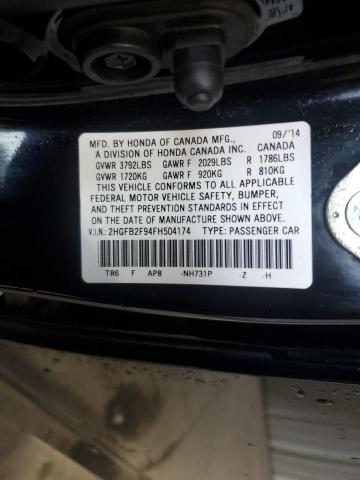 MFD. BY HONDA OF CANADA MFG., 09/'14
A DIVISION OF HONDA CANADA INC. CANADA
GVWR 3792LBS GAWR F 2029LBS R 1786LBS
GVWR 1720KG GAWR F 920KG R 810KG
THIS VEHICLE CONFORMS TO ALL APPLICABLE
FEDERAL MOTOR VEHICLE SAFETY, BUMPER,
AND THEFT PREVENTION STANDARDS IN EFFECT
ON THE DATE OF MANUFACTURE SHOWN ABOVE.
V.I.N.: 2HGFB2F94FH504174 TYPE: PASSENGER CAR
TR6 F AP8 -NH731P -Z -H